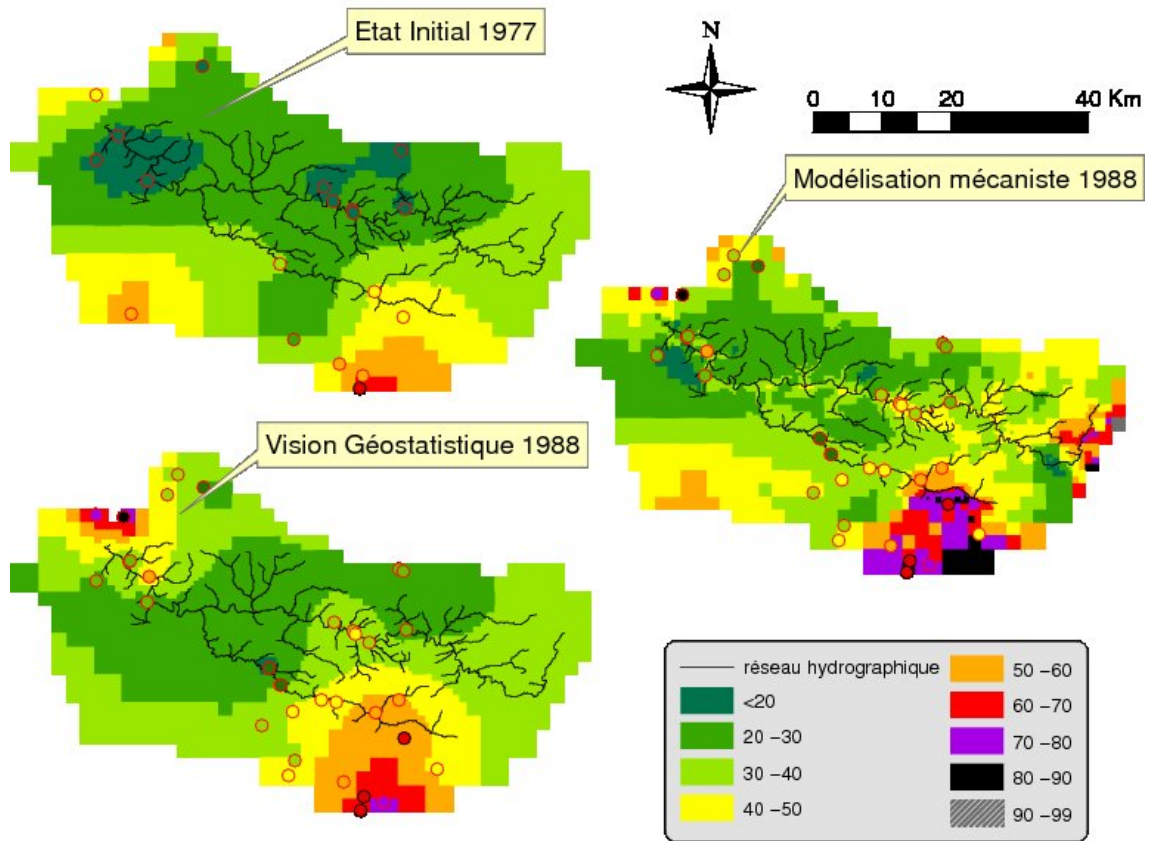 Etat Initial 1977
N
0 10 20 40 Km
Modélisation mécaniste 1988
Vision Géostatistique 1988
réseau hydrographique
<20
20 -30
30 -40
40 -50
50 -60
60 -70
70 -80
80 -90
90 -99